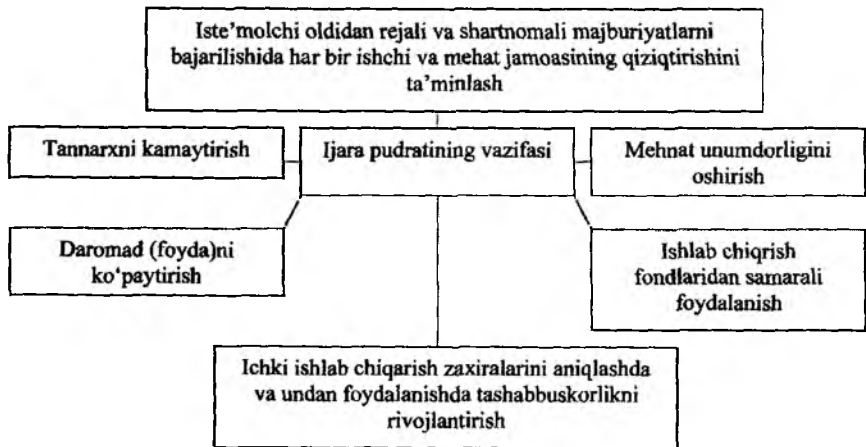 Iste’molchi oldidan rejali va shartnomali majburiyatlarni
bajarilishida har bir ishchi va mehat jamoasining qiziqtirishini
ta’minlash
Tannarxni kamaytirish
Ijara pudratining vazifasi
Mehnat unumdorligini
oshirish
Daromad (foyda)ni
ko‘paytirish
Ishlab chiqrish
fondlaridan samarali
foydalanish
Ichki ishlab chiqarish zaxiralarini aniqlashda
va undan foydalanishda tashabbuskorlikni
rivojlantirish